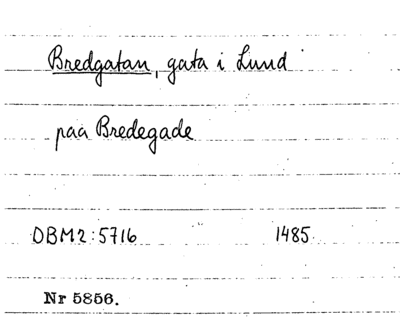 Bredgatan, gata i Lund
paa Bredegade
DBM2:5716 1485
Nr 5856.